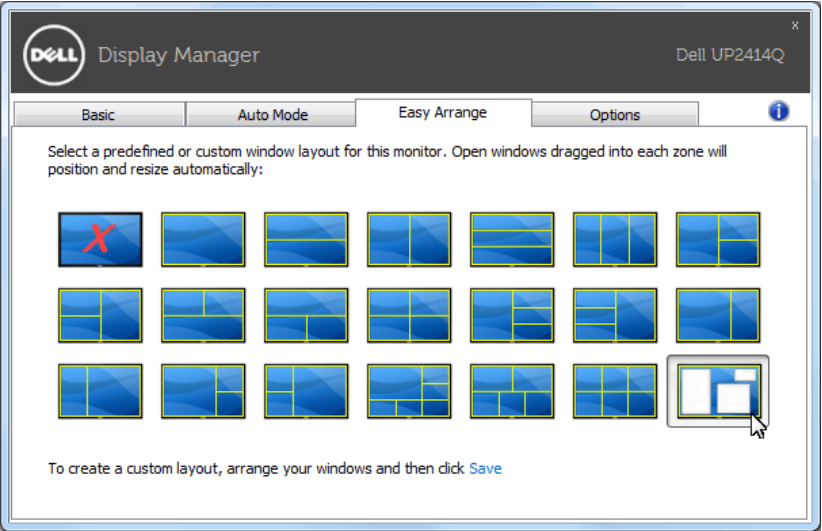 x
DELL Display Manager Dell UP2414Q
Basic Auto Mode Easy Arrange Options i
Select a predefined or custom window layout for this monitor. Open windows dragged into each zone will
position and resize automatically:
X
To create a custom layout, arrange your windows and then click Save